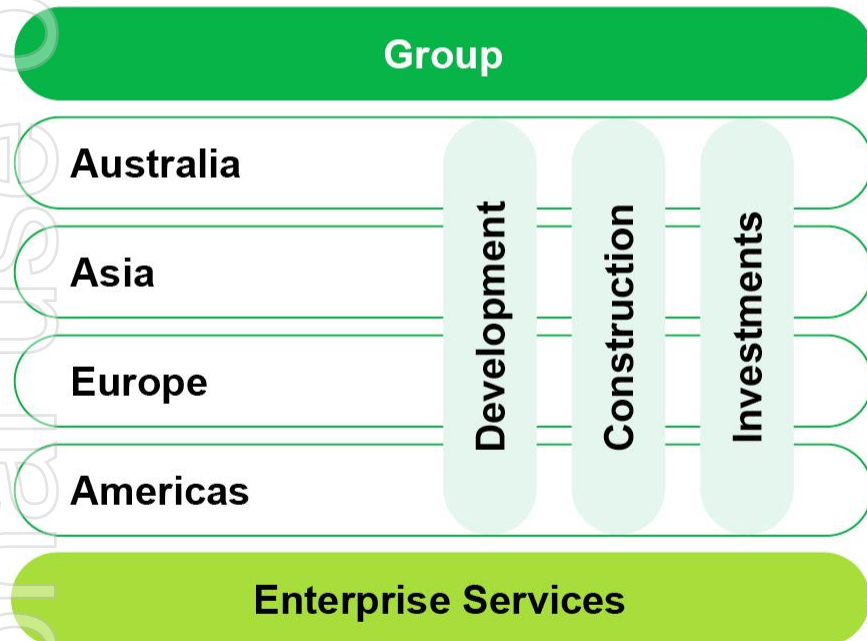 Group
Australia
Asia
Europe
Americas
Development
Construction
Investments
Enterprise Services